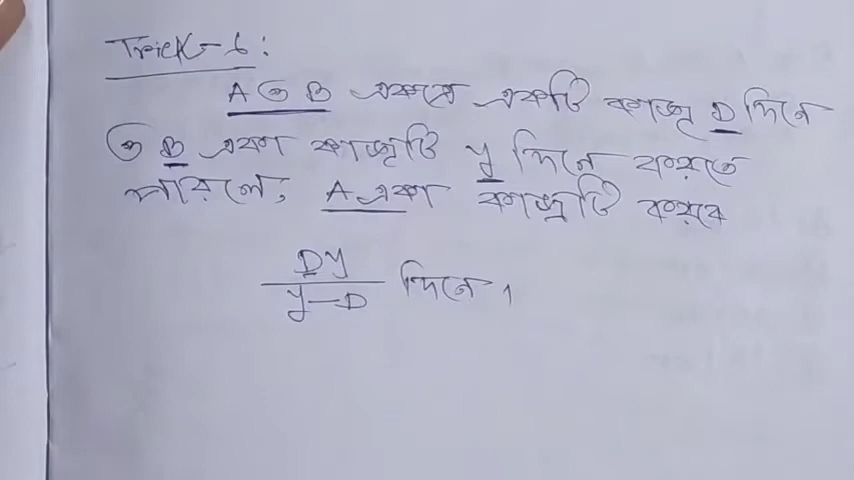 Trick-6:
A ও B একত্রে একটি কাজ D দিনে
ও B একা কাজটি y দিনে করতে
পারলে, A একা কাজটি করবে
Dy
y-D দিনে।